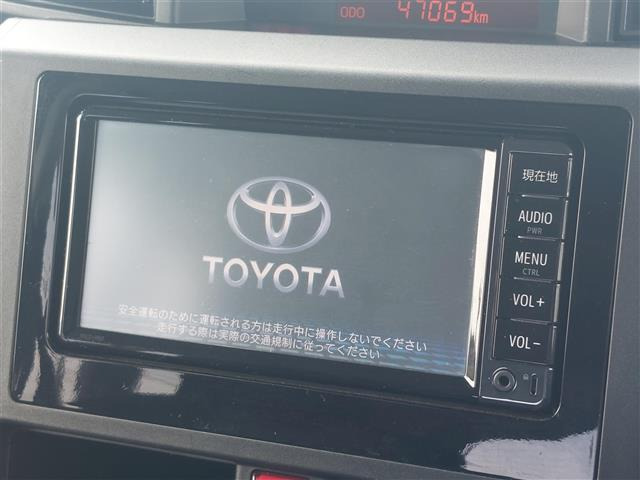 ODO 47069km
現在地
AUDIO
PWR
MENU
CTRL
VOL+
VOL-
TOYOTA
安全運転のために運転される方は走行中に操作しないでください
走行する際は実際の交通規制に従ってください